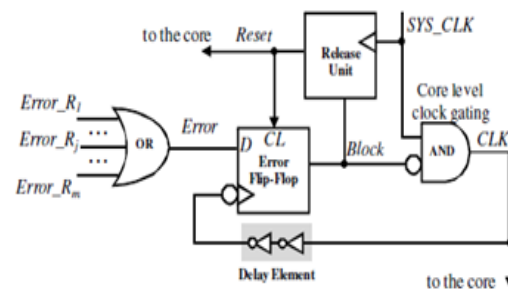 to the core
Reset
Release
Unit
SYS_CLK
Core level
clock gating
CLK
Error_R1
...
Error_Rj
...
Error_Rm
OR
Error
D
CL
Error
Flip-Flop
Block
AND
Delay Element
to the core